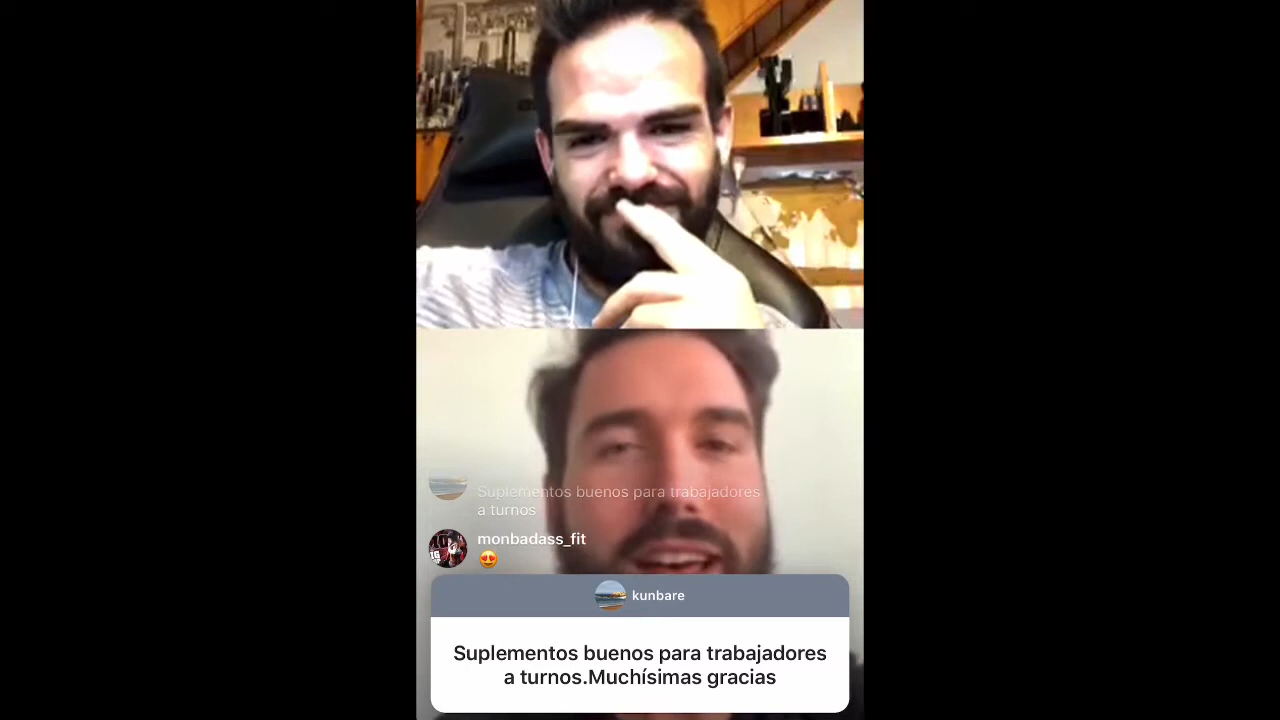 Suplementos buenos para trabajadores
a turnos
monbadass_fit
😍
kunbare
Suplementos buenos para trabajadores
a turnos.Muchísimas gracias